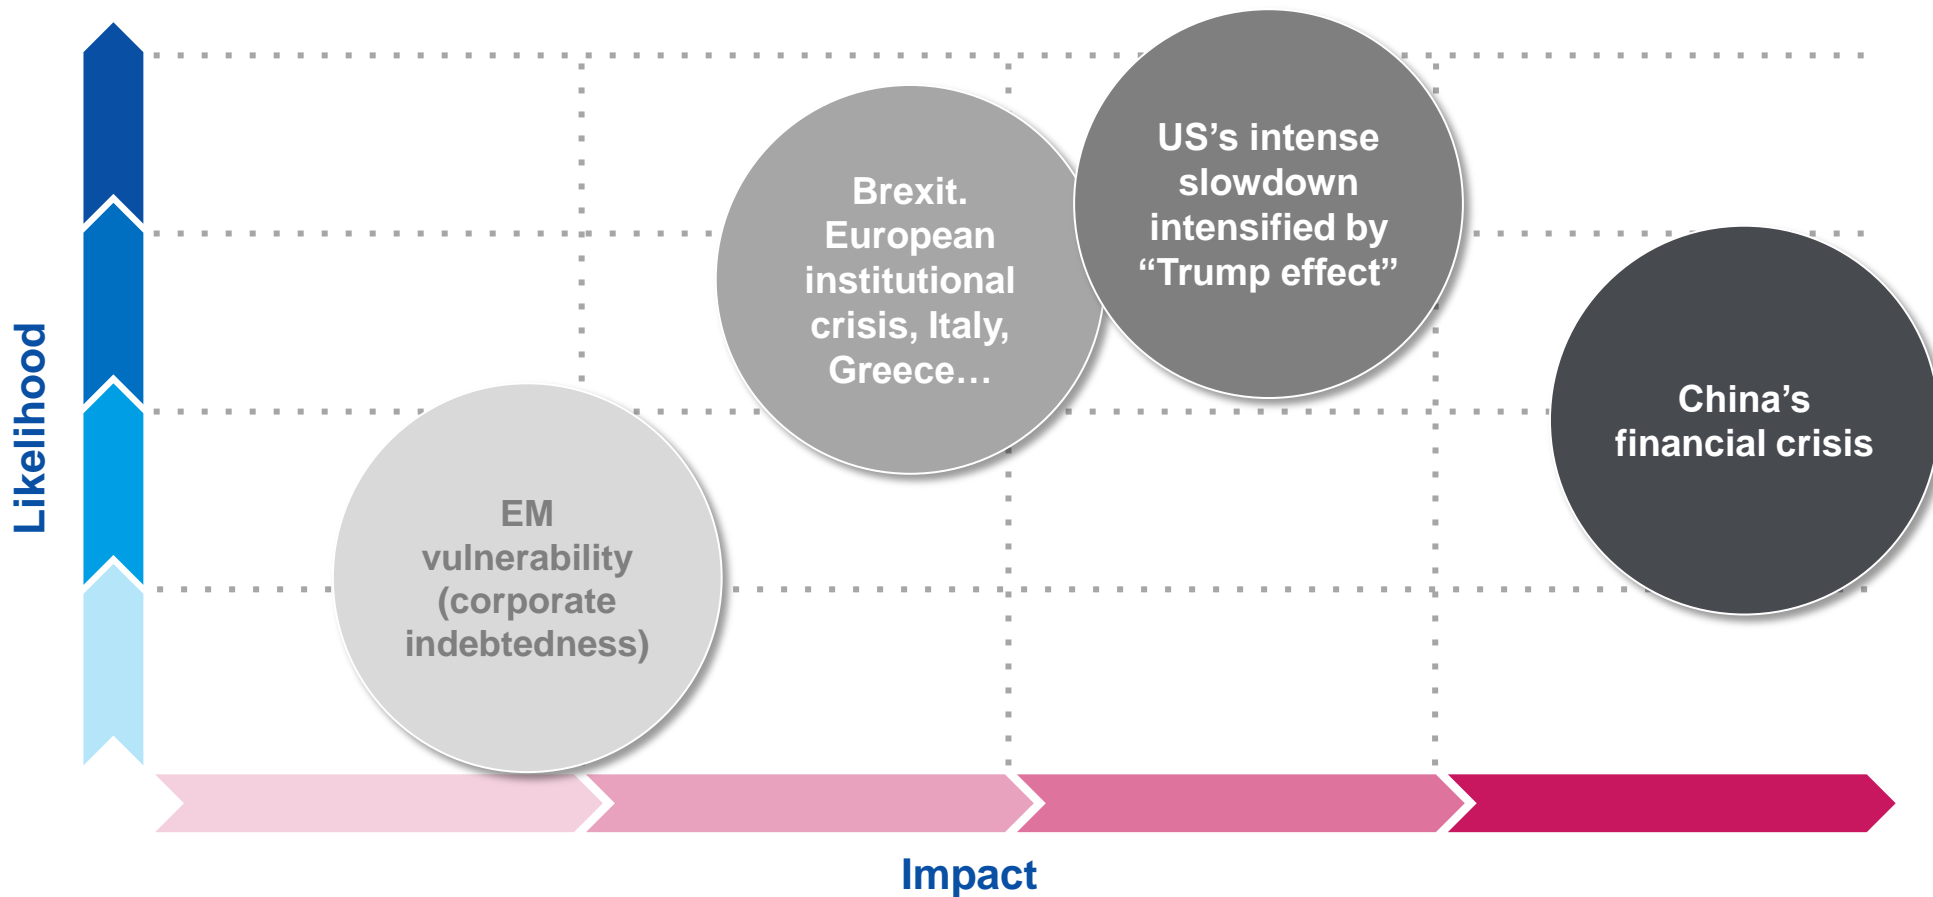 Likelihood
EM
vulnerability
(corporate
indebtedness)
Brexit.
European
institutional
crisis, Italy,
Greece…
US’s intense
slowdown
intensified by
“Trump effect”
China’s
financial crisis
Impact